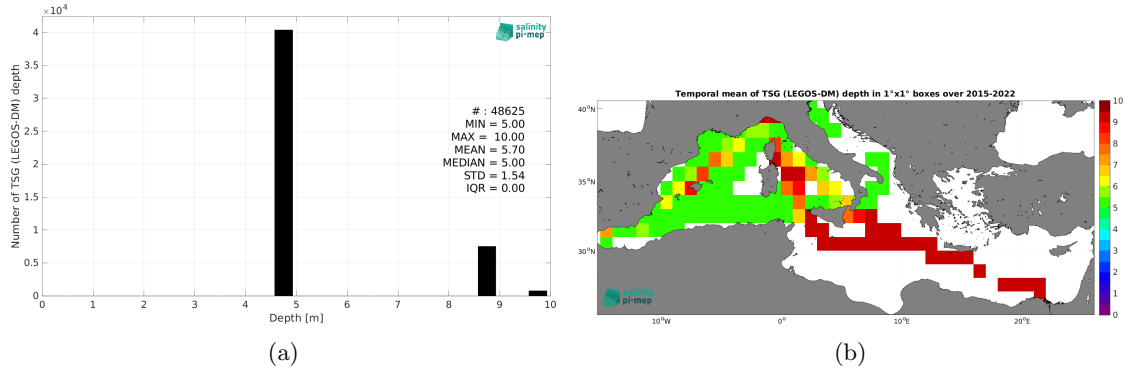 ×10⁴
salinity
pi-mep
4
3.5
3
2.5
2
1.5
1
0.5
0
Number of TSG (LEGOS-DM) depth
# : 48625
MIN = 5.00
MAX = 10.00
MEAN = 5.70
MEDIAN = 5.00
STD = 1.54
IQR = 0.00
0 1 2 3 4 5 6 7 8 9 10
Depth [m]
(a)
Temporal mean of TSG (LEGOS-DM) depth in 1°x1° boxes over 2015-2022
40°N
35°N
30°N
10°W 0° 10°E 20°E
salinity
pi-mep
10
9
8
7
6
5
4
3
2
1
0
(b)